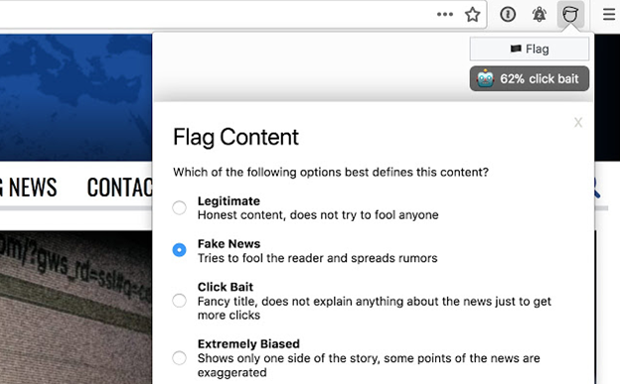 Flag
62% click bait
x
Flag Content
NEWS
CONTAC
Which of the following options best defines this content?
Legitimate
Honest content, does not try to fool anyone
Fake News
Tries to fool the reader and spreads rumors
om/?gws_rd=ssl#q=
Click Bait
Fancy title, does not explain anything about the news just to get
more clicks
Extremely Biased
Shows only one side of the story, some points of the news are
exaggerated